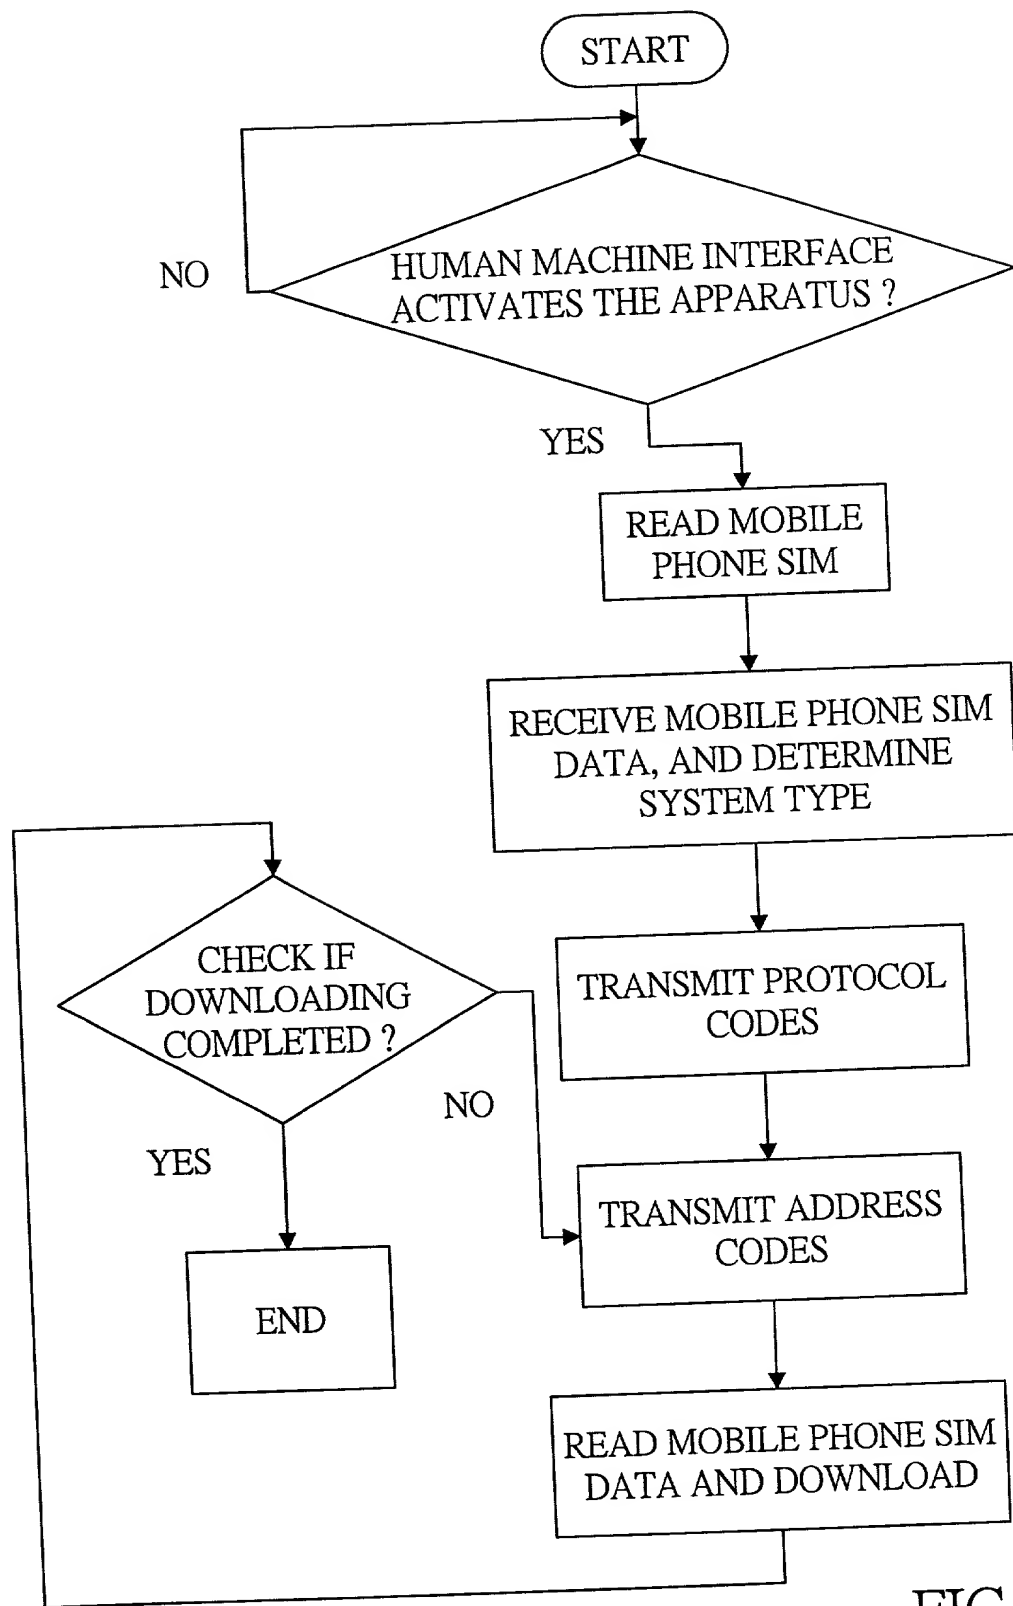 START
NO
HUMAN MACHINE INTERFACE
ACTIVATES THE APPARATUS ?
YES
READ MOBILE
PHONE SIM
RECEIVE MOBILE PHONE SIM
DATA, AND DETERMINE
SYSTEM TYPE
CHECK IF
DOWNLOADING
COMPLETED ?
TRANSMIT PROTOCOL
CODES
NO
YES
TRANSMIT ADDRESS
CODES
END
READ MOBILE PHONE SIM
DATA AND DOWNLOAD
FIG